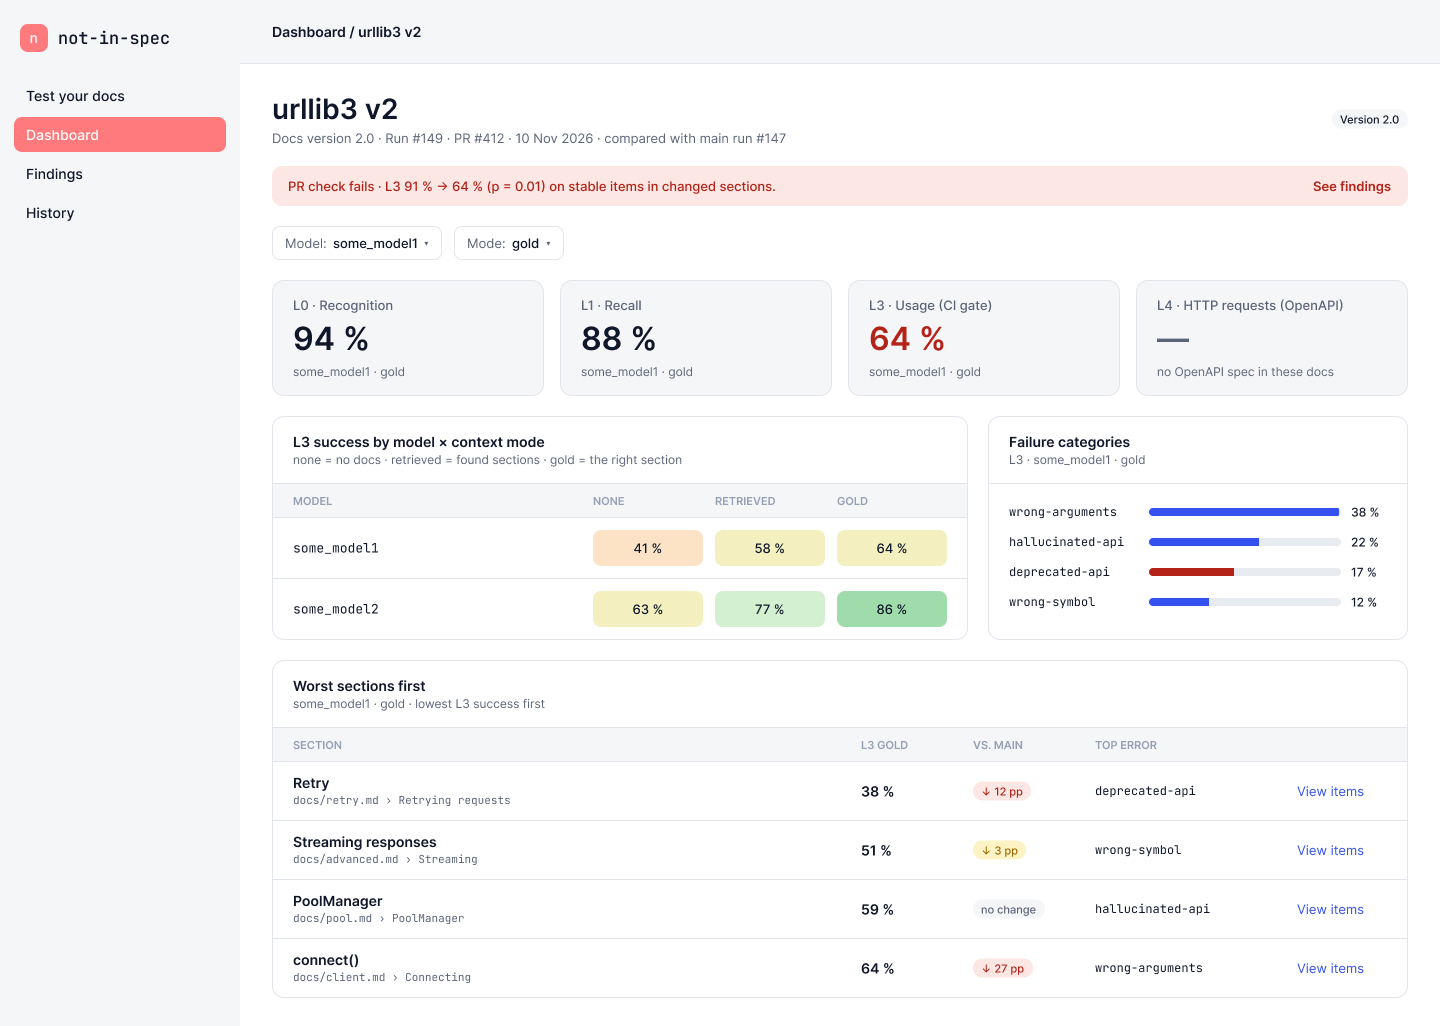 n not-in-spec
Test your docs
Dashboard
Findings
History
Dashboard / urllib3 v2
urllib3 v2
Docs version 2.0 · Run #149 · PR #412 · 10 Nov 2026 · compared with main run #147
Version 2.0
PR check fails · L3 91 % → 64 % (p = 0.01) on stable items in changed sections.
See findings
Model: some_model1 ▾
Mode: gold ▾
L0 · Recognition
94 %
some_model1 · gold
L1 · Recall
88 %
some_model1 · gold
L3 · Usage (CI gate)
64 %
some_model1 · gold
L4 · HTTP requests (OpenAPI)
—
no OpenAPI spec in these docs
L3 success by model × context mode
none = no docs · retrieved = found sections · gold = the right section
MODEL NONE RETRIEVED GOLD
some_model1 41 % 58 % 64 %
some_model2 63 % 77 % 86 %
Failure categories
L3 · some_model1 · gold
wrong-arguments 38 %
hallucinated-api 22 %
deprecated-api 17 %
wrong-symbol 12 %
Worst sections first
some_model1 · gold · lowest L3 success first
SECTION L3 GOLD VS. MAIN TOP ERROR
Retry
docs/retry.md › Retrying requests
38 % ↓ 12 pp deprecated-api View items
Streaming responses
docs/advanced.md › Streaming
51 % ↓ 3 pp wrong-symbol View items
PoolManager
docs/pool.md › PoolManager
59 % no change hallucinated-api View items
connect()
docs/client.md › Connecting
64 % ↓ 27 pp wrong-arguments View items